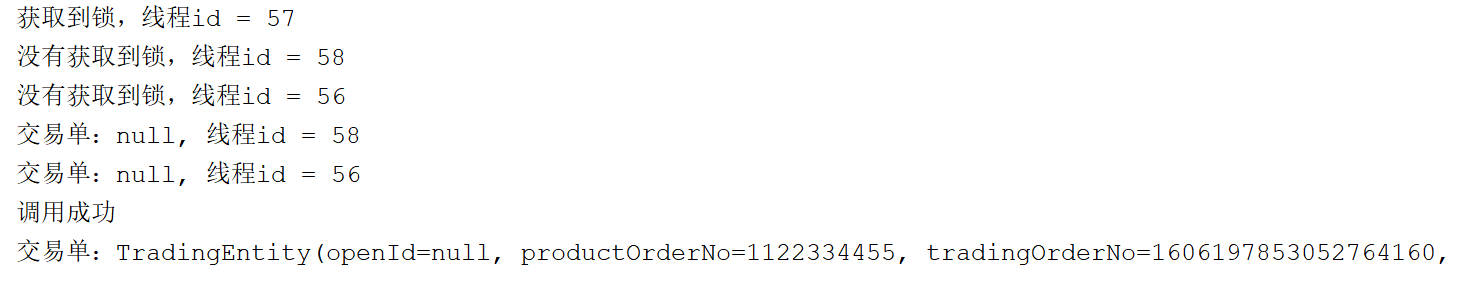 获取到锁，线程id = 57
没有获取到锁，线程id = 58
没有获取到锁，线程id = 56
交易单：null, 线程id = 58
交易单：null, 线程id = 56
调用成功
交易单：TradingEntity(openId=null, productOrderNo=1122334455, tradingOrderNo=1606197853052764160,